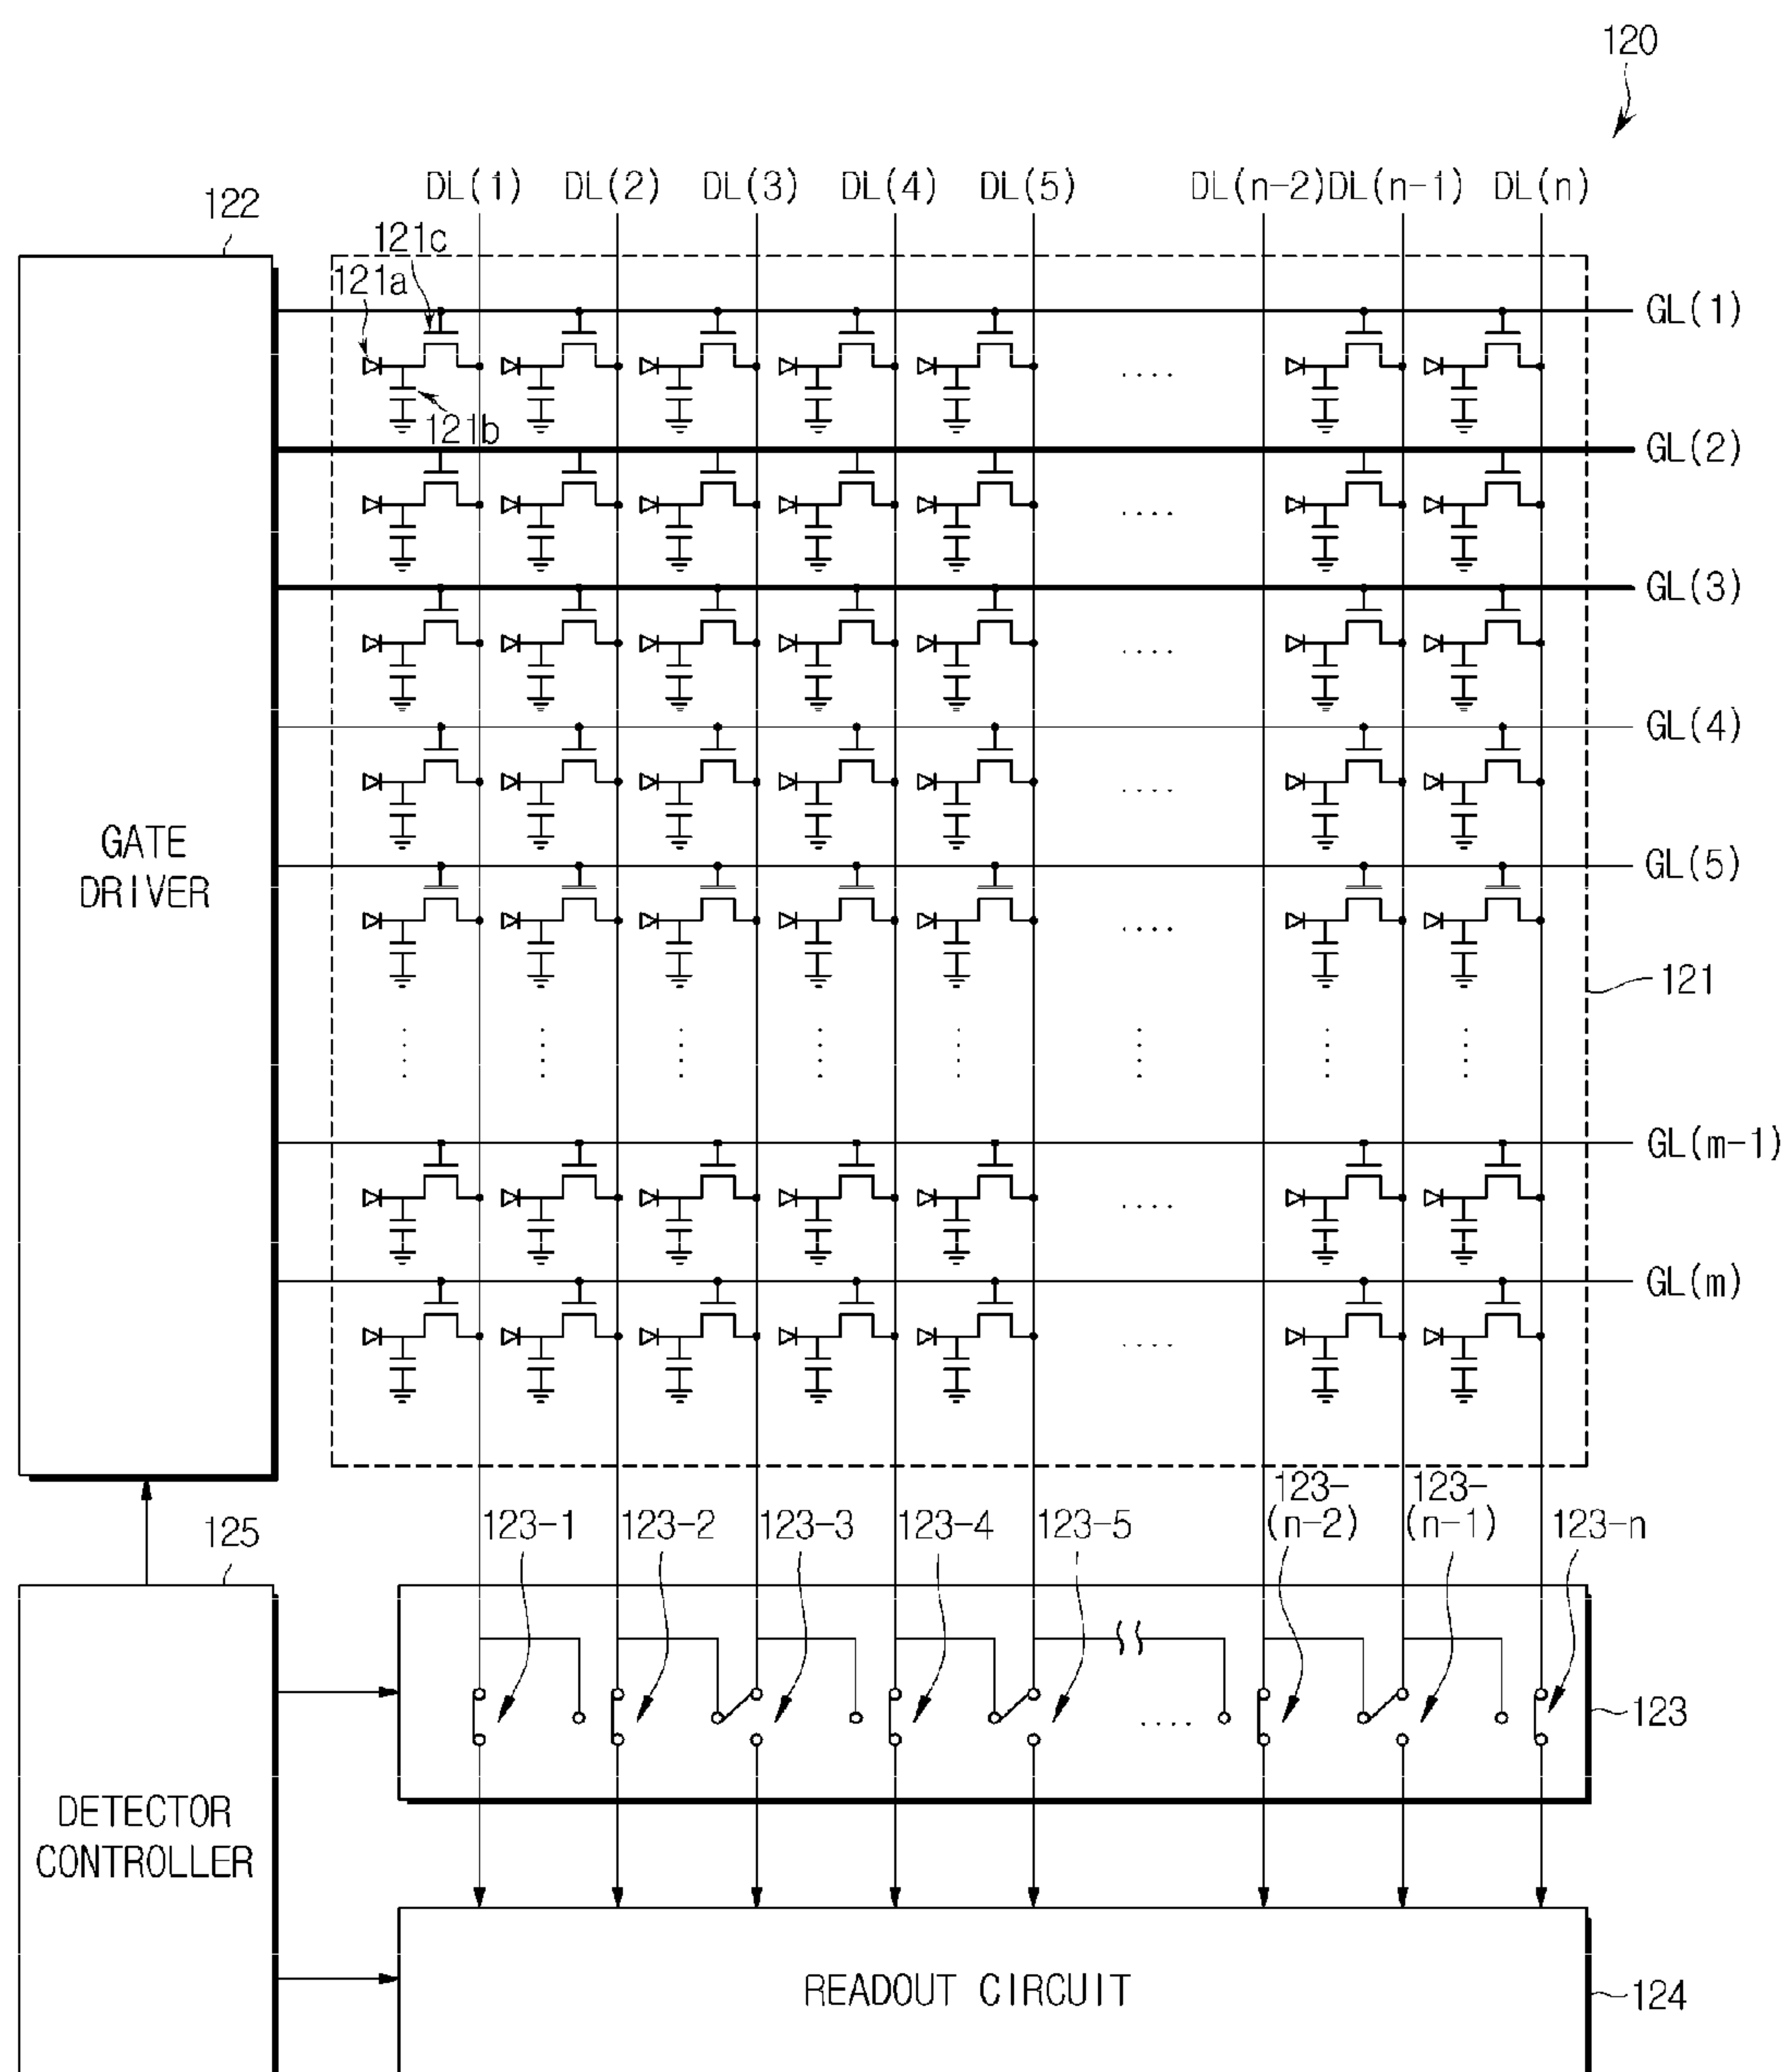 120
DL(1) DL(2) DL(3) DL(4) DL(5) DL(n-2) DL(n-1) DL(n)
122
121c
121a
GL(1)
121b
GL(2)
GL(3)
GL(4)
GATE
DRIVER
GL(5)
121
GL(m-1)
GL(m)
125
123-1 123-2 123-3 123-4 123-5 123-(n-2) 123-(n-1) 123-n
123
DETECTOR
CONTROLLER
READOUT CIRCUIT
124